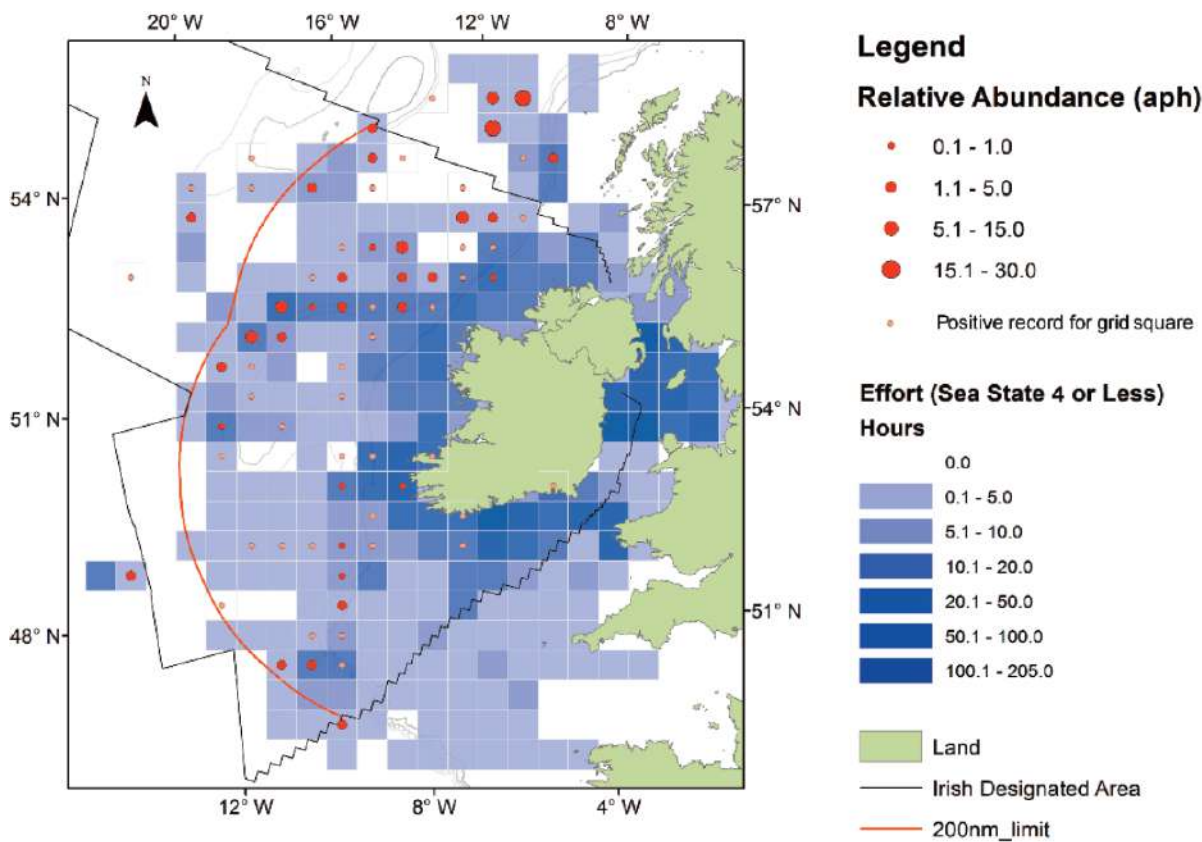 20° W
16° W
12° W
8° W
N
54° N
57° N
51° N
54° N
48° N
51° N
12° W
8° W
4° W
Legend
Relative Abundance (aph)
0.1 - 1.0
1.1 - 5.0
5.1 - 15.0
15.1 - 30.0
Positive record for grid square
Effort (Sea State 4 or Less)
Hours
0.0
0.1 - 5.0
5.1 - 10.0
10.1 - 20.0
20.1 - 50.0
50.1 - 100.0
100.1 - 205.0
Land
Irish Designated Area
200nm_limit